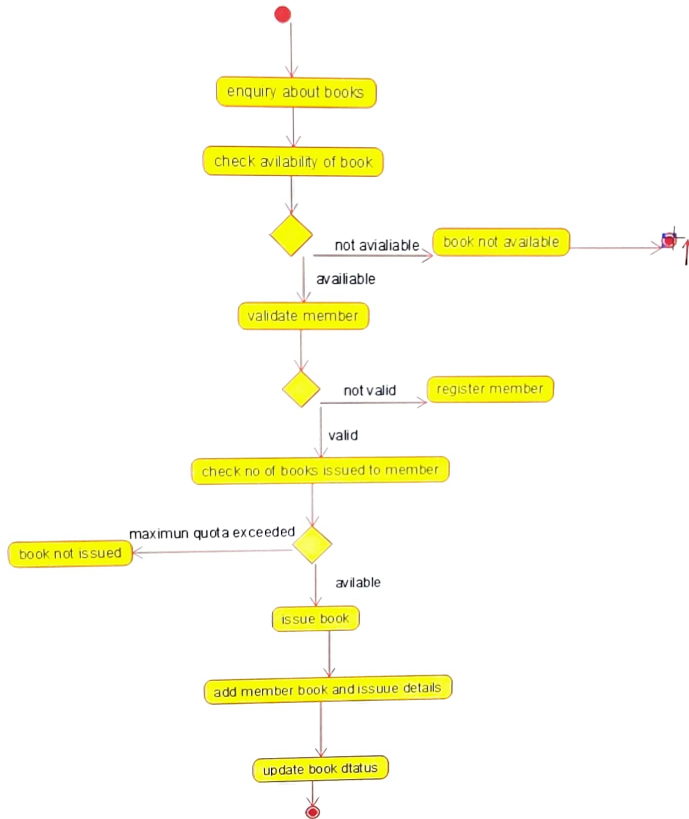 enquiry about books
check avilability of book
not avialiable
book not available
1
availiable
validate member
not valid
register member
valid
check no of books issued to member
maximun quota exceeded
book not issued
avilable
issue book
add member book and issuue details
update book dtatus